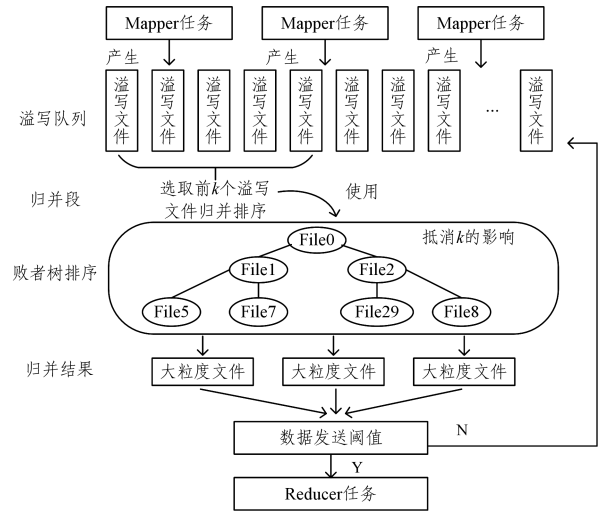 Mapper任务
Mapper任务
Mapper任务
产生
产生
产生
溢写队列
溢写文件
溢写文件
溢写文件
溢写文件
溢写文件
溢写文件
溢写文件
溢写文件
...
溢写文件
归并段
选取前k个溢写
文件归并排序
使用
败者树排序
抵消k的影响
File0
File1
File2
File5
File7
File29
File8
归并结果
大粒度文件
大粒度文件
大粒度文件
数据发送阈值
N
Y
Reducer任务